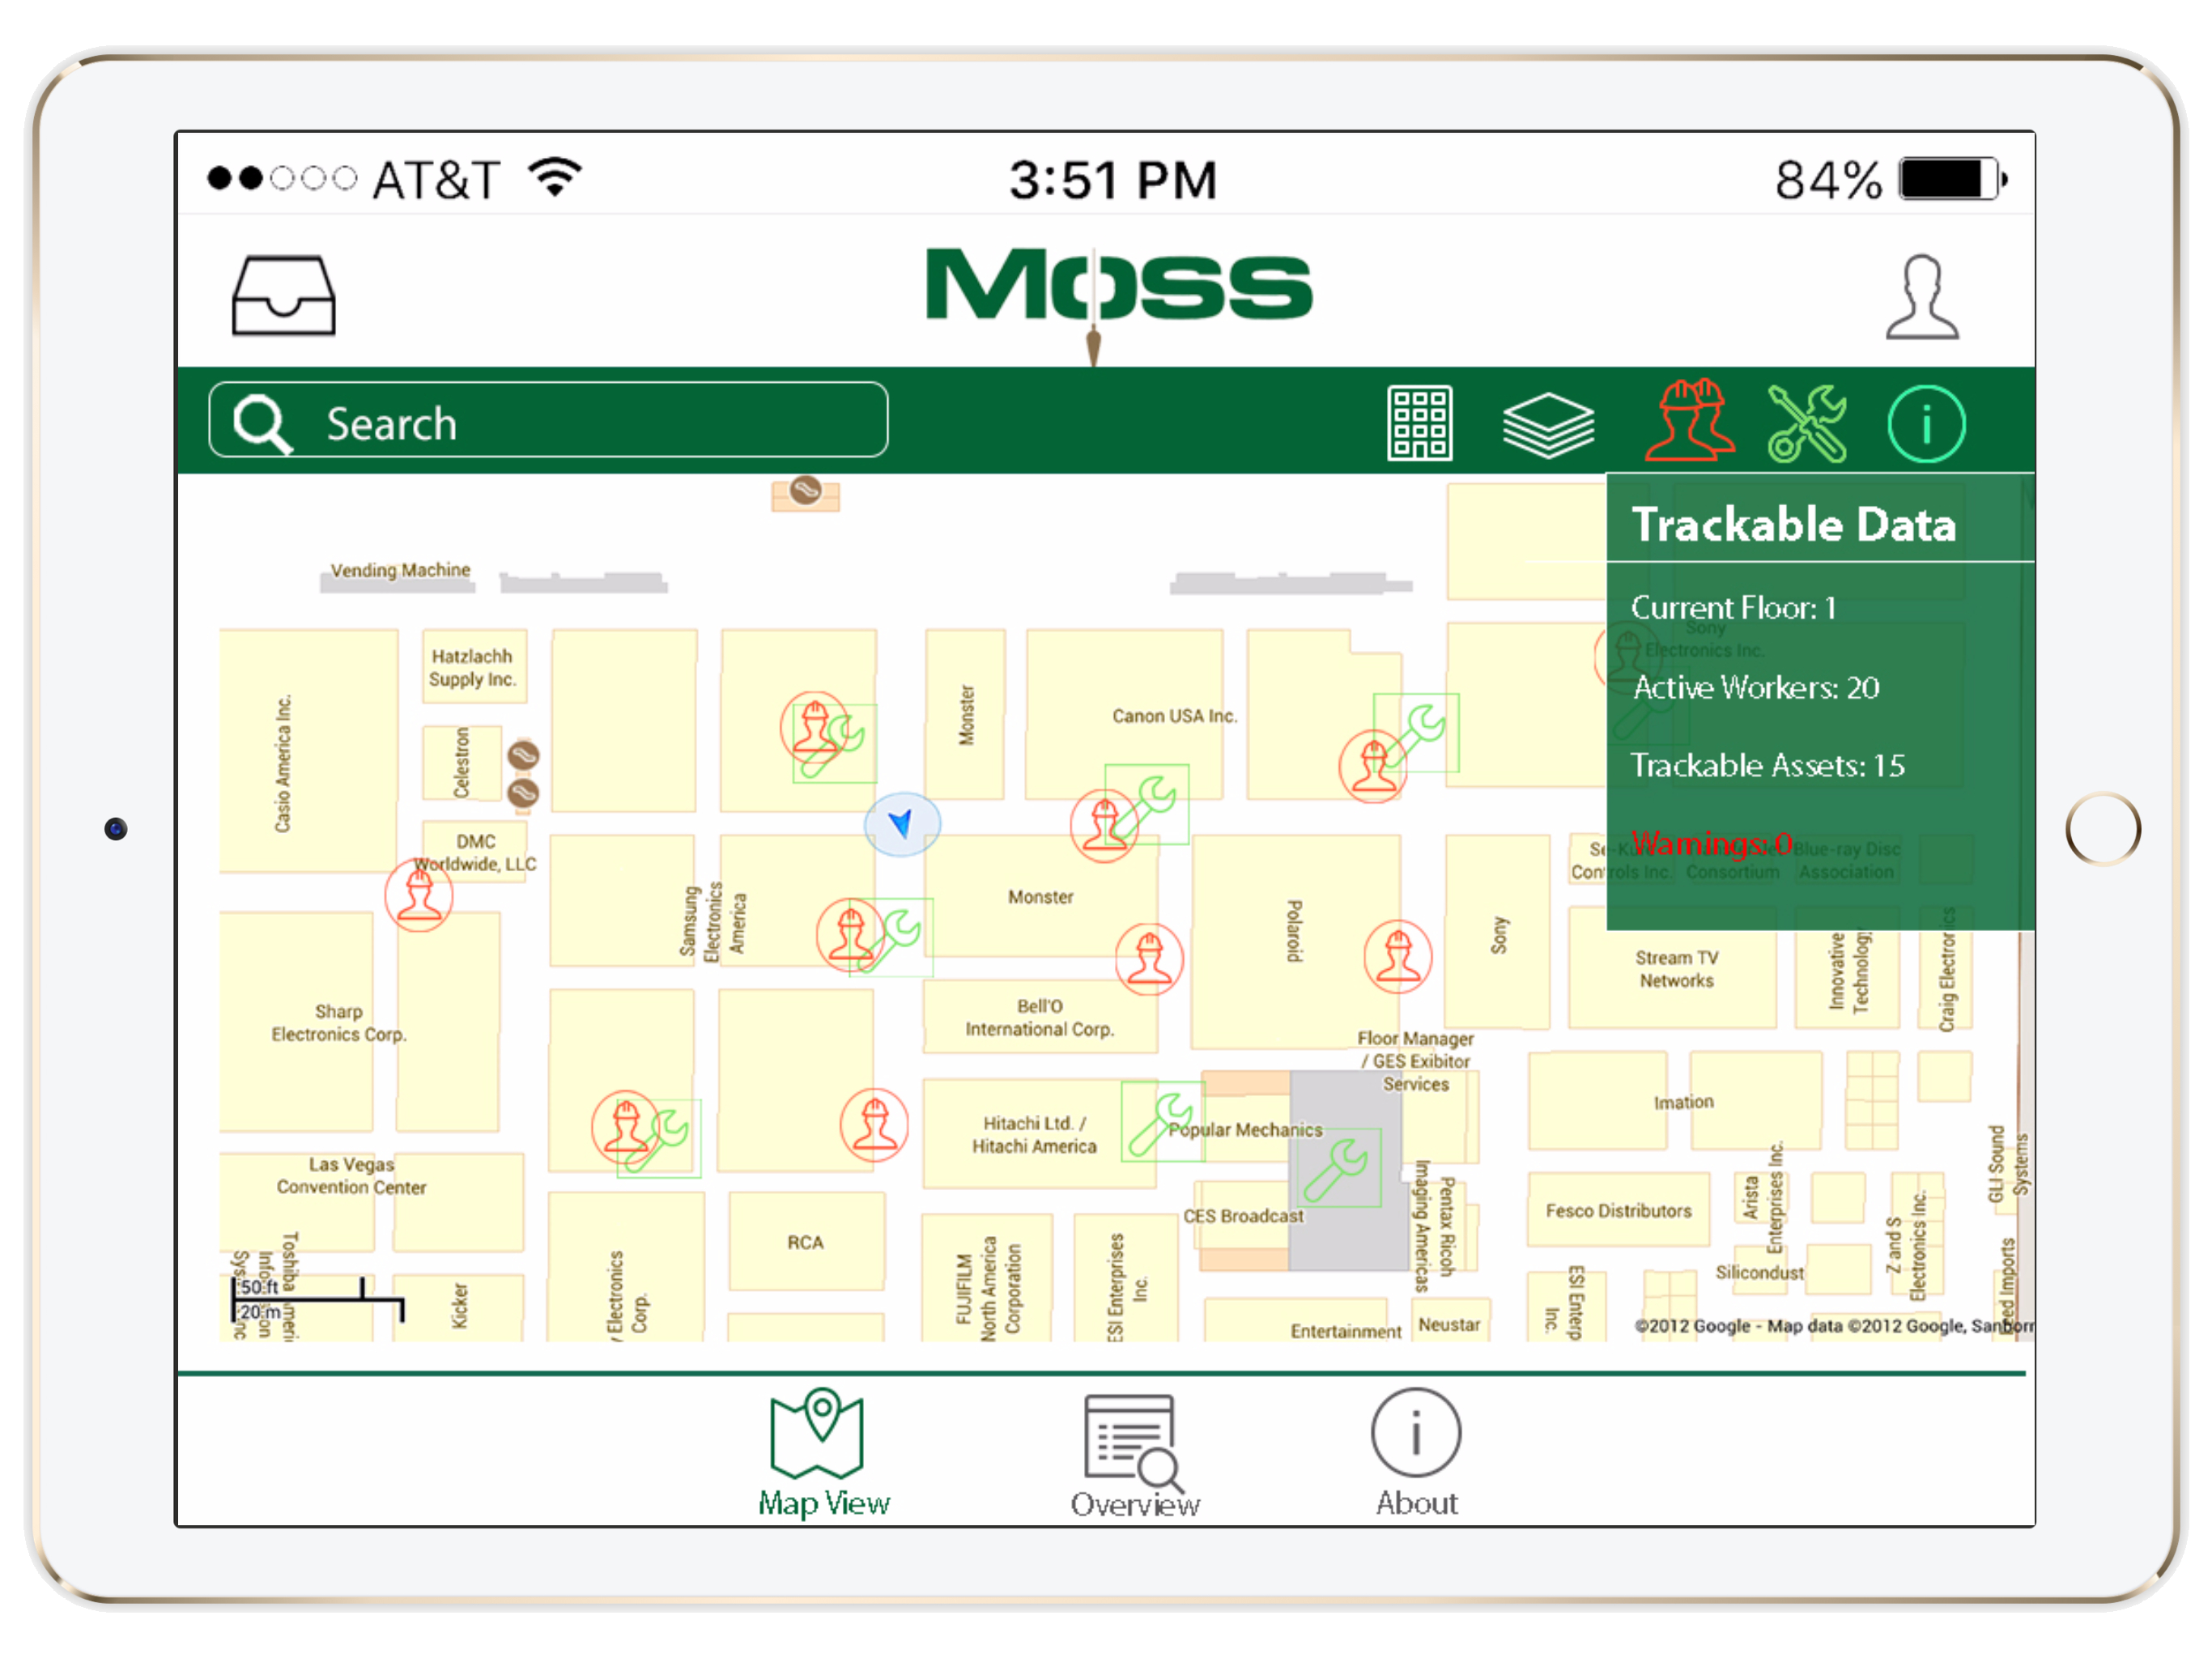 AT&T
3:51 PM
84%
Moss
Search
Trackable Data
Current Floor: 1
Active Workers: 20
Trackable Assets: 15
Warnings: 0
Vending Machine
Sony
Electronics Inc.
Hatzlachh
Supply Inc.
Casio America Inc.
Celestron
Monster
Canon USA Inc.
DMC
Worldwide, LLC
Samsung
Electronics
America
Monster
Polaroid
Sony
Controls Inc.
Consortium
Blue-ray Disc
Association
Stream TV
Networks
Innovative
Technology
Craig Electronics
Sharp
Electronics Corp.
Bell'O
International Corp.
Floor Manager
/ GES Exibitor
Services
Hitachi Ltd. /
Hitachi America
Popular Mechanics
Imation
Las Vegas
Convention Center
CES Broadcast
Imaging Americas
Pentax Ricoh
Fesco Distributors
Arista
Enterprises Inc.
Z and S
Electronics Inc.
GLI Sound
Systems
Toshiba
RCA
FUJIFILM
North America
Corporation
ESI Enterprises
Inc.
Electronics
Corp.
Kicker
Silicondust
ESI Enterp
Inc.
Imports
Entertainment
Neustar
50 ft
20 m
©2012 Google - Map data ©2012 Google, Sanborn
Map View
Overview
About